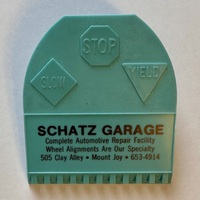 STOP
SLOW
YIELD
SCHATZ GARAGE
Complete Automotive Repair Facility
Wheel Alignments Are Our Specialty
505 Clay Alley • Mount Joy • 653-4914